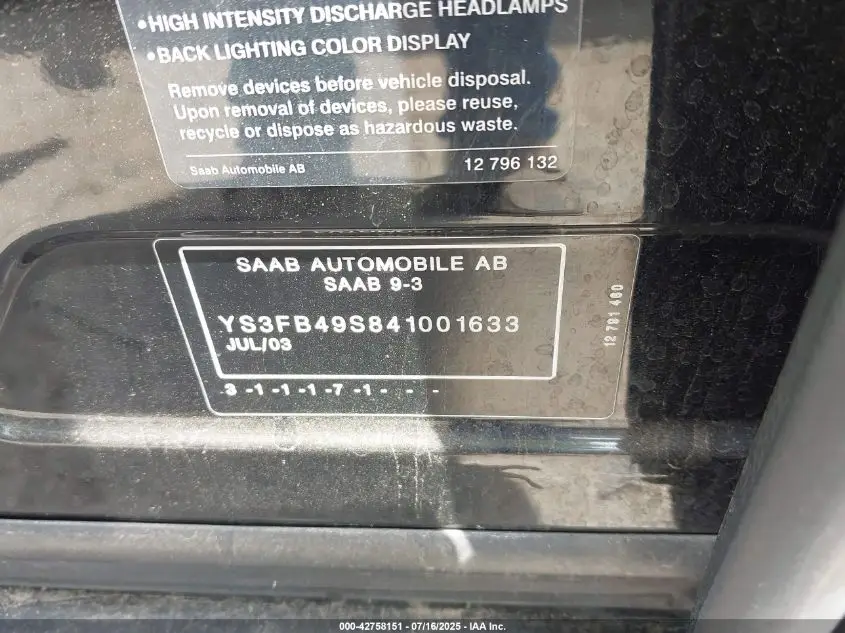 •HIGH INTENSITY DISCHARGE HEADLAMPS
•BACK LIGHTING COLOR DISPLAY
Remove devices before vehicle disposal.
Upon removal of devices, please reuse,
recycle or dispose as hazardous waste.
Saab Automobile AB 12 796 132
SAAB AUTOMOBILE AB
SAAB 9-3
YS3FB49S841001633
JUL/03
3 -1 -1 -1 -7 -1 - - -
12 791 460
000-42758151 - 07/16/2025 - IAA Inc.